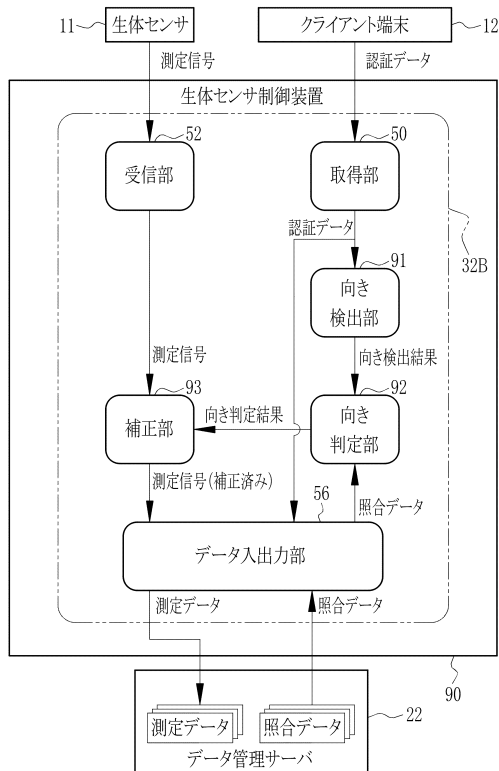 11
生体センサ
クライアント端末
12
測定信号
認証データ
生体センサ制御装置
52
50
受信部
取得部
認証データ
32B
91
向き
検出部
測定信号
向き検出結果
93
92
補正部
向き判定結果
向き
判定部
測定信号(補正済み)
56
照合データ
データ入出力部
測定データ
照合データ
90
測定データ
照合データ
22
データ管理サーバ